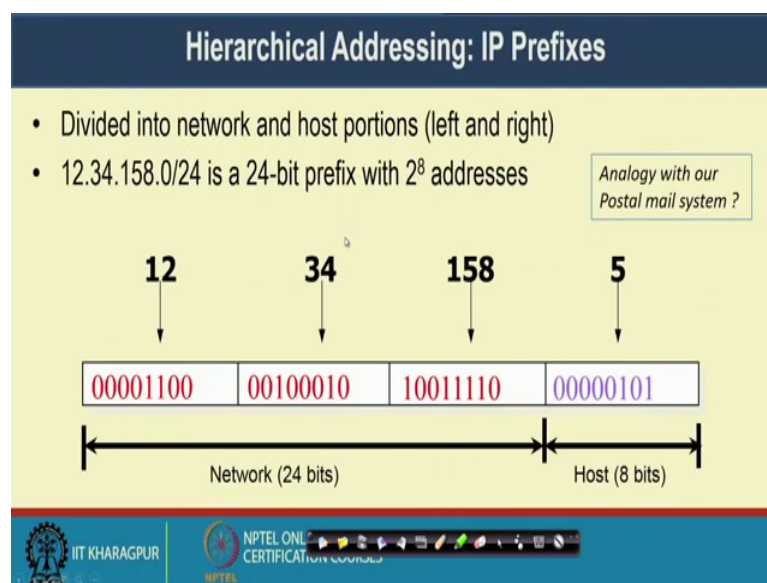 Hierarchical Addressing: IP Prefixes
• Divided into network and host portions (left and right)
• 12.34.158.0/24 is a 24-bit prefix with 2⁸ addresses
Analogy with our
Postal mail system ?
12 34 158 5
00001100 00100010 10011110 00000101
Network (24 bits) Host (8 bits)
IIT KHARAGPUR
NPTEL ONL
CERTIFICATION COURSES
NPTEL